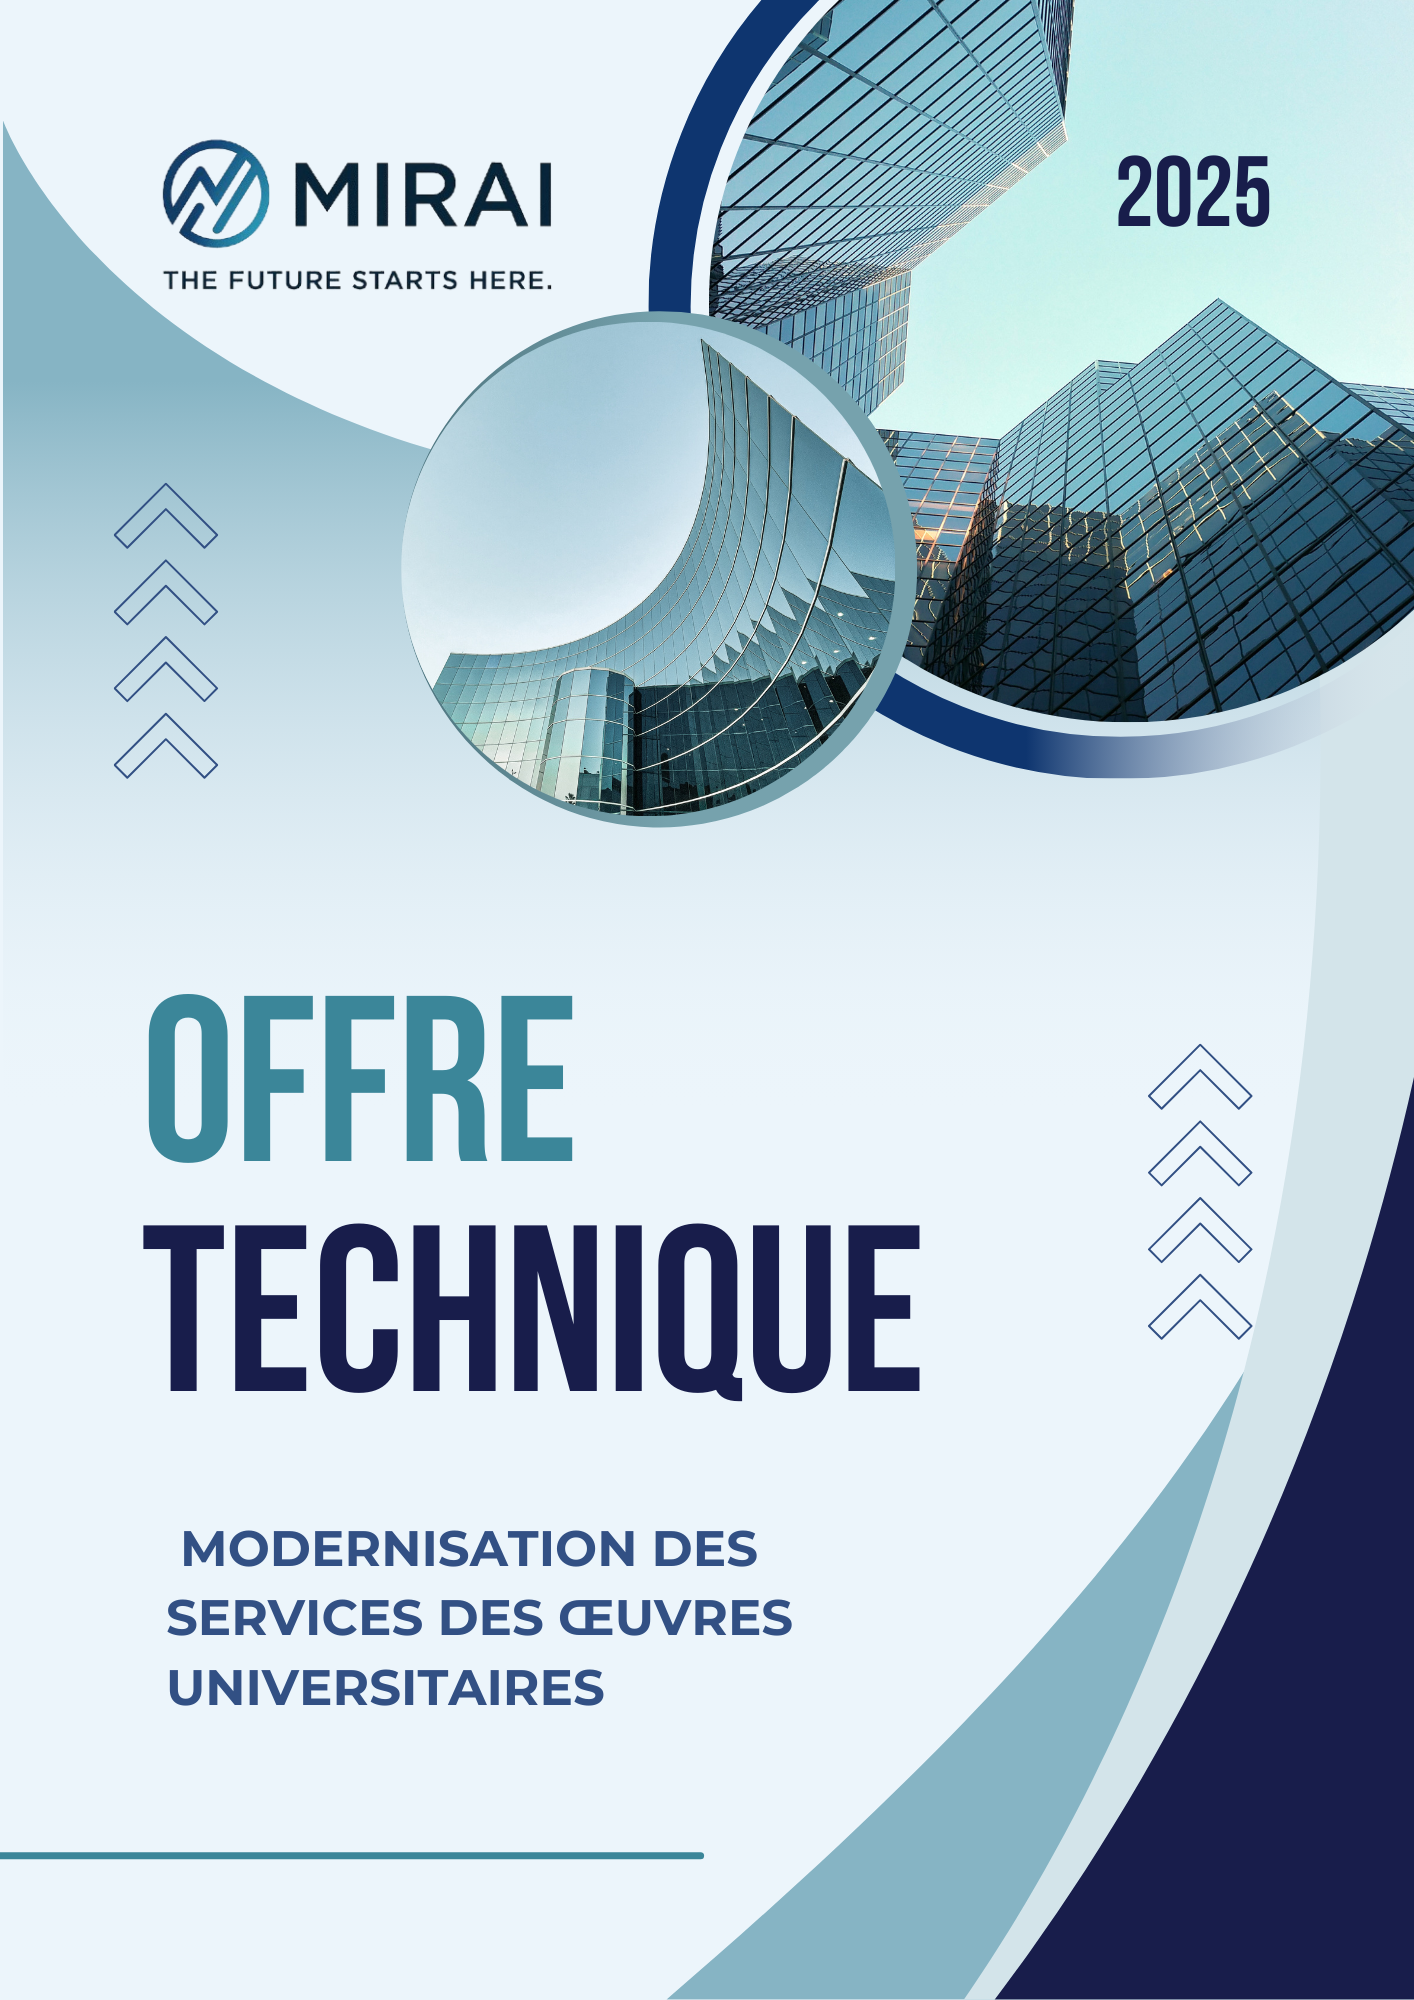 MIRAI
THE FUTURE STARTS HERE.
2025
OFFRE
TECHNIQUE
MODERNISATION DES
SERVICES DES ŒUVRES
UNIVERSITAIRES